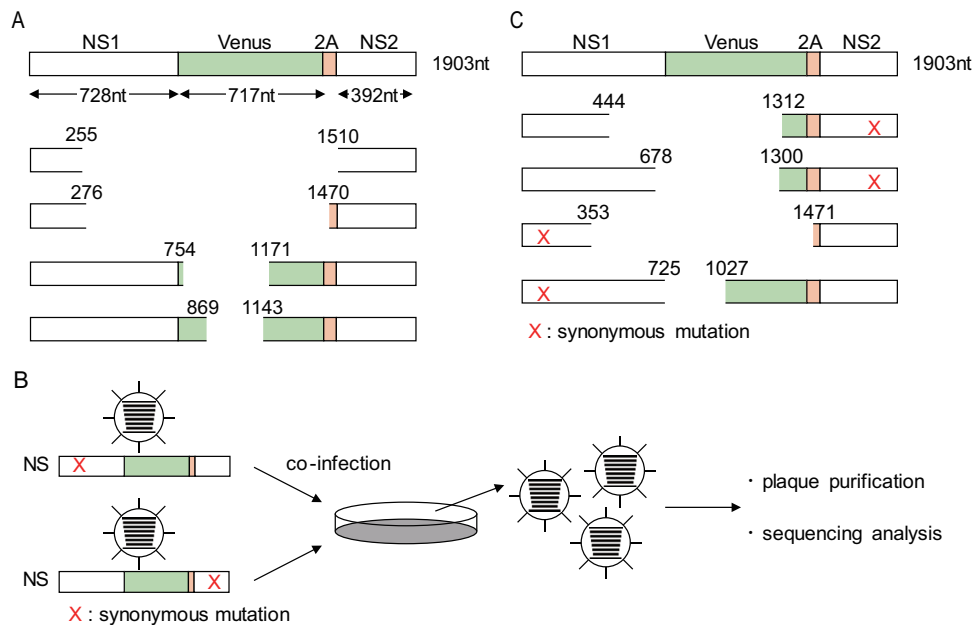 A
NS1 Venus 2A NS2
1903nt
728nt 717nt 392nt
255 1510
276 1470
754 1171
869 1143
C
NS1 Venus 2A NS2
1903nt
444 1312
X
678 1300
X
353 1471
X
725 1027
X
X : synonymous mutation
B
NS X
co-infection
NS X
X : synonymous mutation
・ plaque purification
・ sequencing analysis